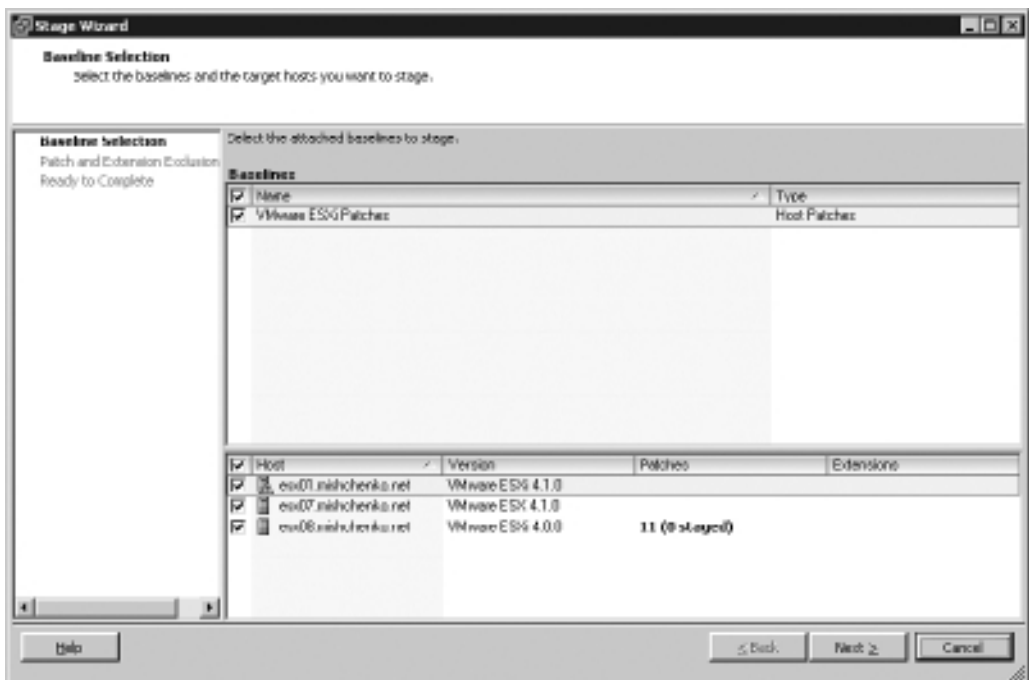 Stage Wizard
Baseline Selection
Select the baselines and the target hosts you want to stage.
Baseline Selection
Patch and Extension Exclusion
Ready to Complete
Select the attached baselines to stage.
Baselines
Name Type
VMware ESXi Patches Host Patches
Host Version Patches Extensions
esx01.mishchenko.net VMware ESXi 4.1.0
esx07.mishchenko.net VMware ESX 4.1.0
esx08.mishchenko.net VMware ESXi 4.0.0 11 (0 staged)
Help
≤ Back
Next ≥
Cancel